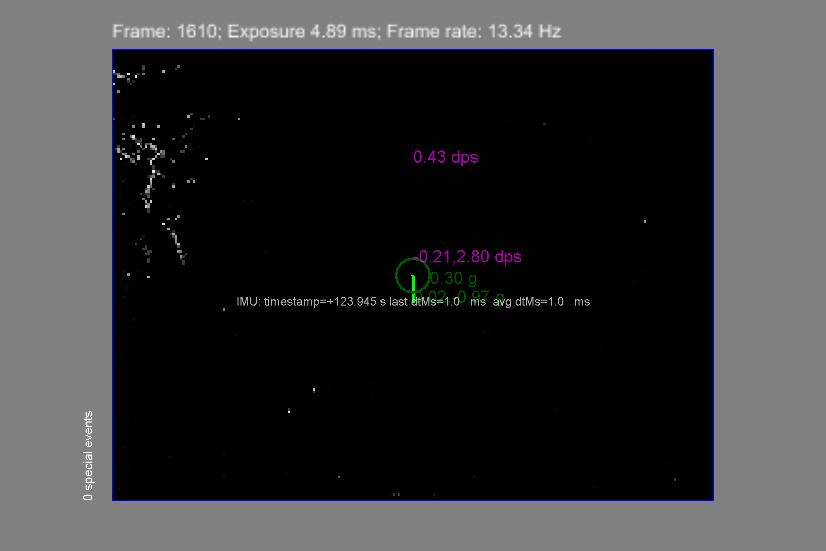 Frame: 1610; Exposure 4.89 ms; Frame rate: 13.34 Hz
0.43 dps
-0.21,2.80 dps
0.30 g
IMU: timestamp=+123.945 s last dtMs=1.0 ms avg dtMs=1.0 ms
0 special events